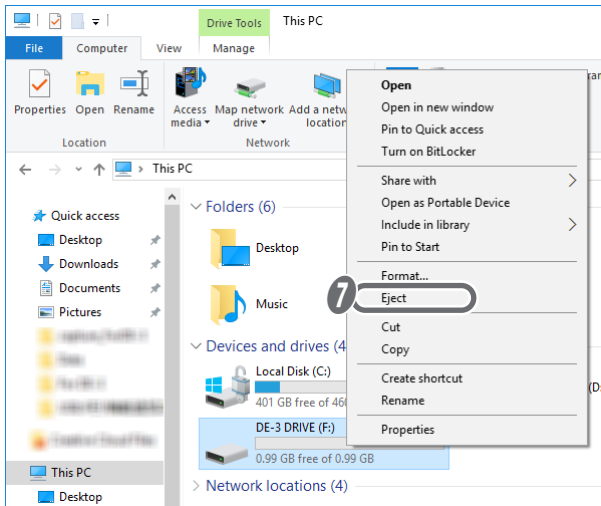 Drive Tools This PC
File Computer View Manage
Properties Open Rename Access media Map network drive Add a network location
Location Network
This PC
Quick access
Desktop
Downloads
Documents
Pictures
This PC
Desktop
Folders (6)
Desktop
Music
Devices and drives (4
Local Disk (C:)
401 GB free of 46
DE-3 DRIVE (F:)
0.99 GB free of 0.99 GB
Network locations (4)
Open
Open in new window
Pin to Quick access
Turn on BitLocker
Share with
Open as Portable Device
Include in library
Pin to Start
Format...
7 Eject
Cut
Copy
Create shortcut
Rename
Properties